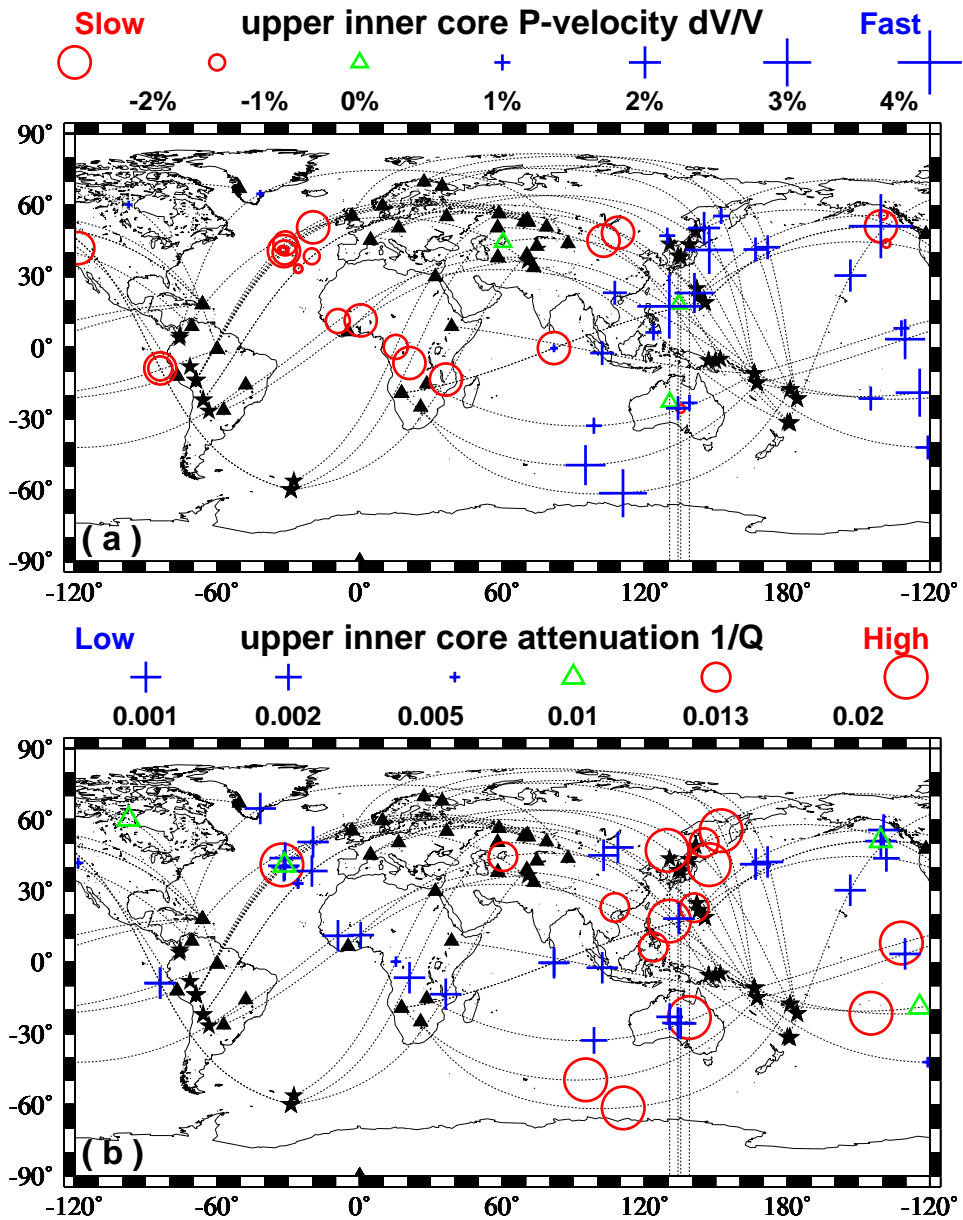 Slow upper inner core P-velocity dV/V Fast
-2% -1% 0% 1% 2% 3% 4%
90°
60°
30°
0°
-30°
-60°
-90°
( a )
-120° -60° 0° 60° 120° 180° -120°
Low upper inner core attenuation 1/Q High
0.001 0.002 0.005 0.01 0.013 0.02
90°
60°
30°
0°
-30°
-60°
-90°
( b )
-120° -60° 0° 60° 120° 180° -120°